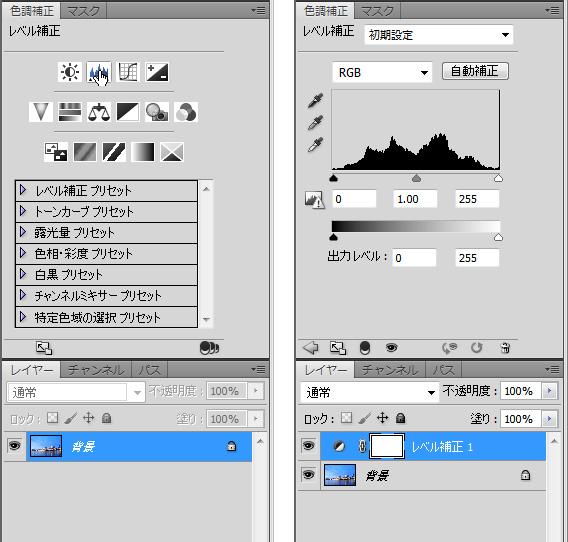 色調補正 マスク
レベル補正
レベル補正 プリセット
トーンカーブ プリセット
露光量 プリセット
色相・彩度 プリセット
白黒 プリセット
チャンネルミキサー プリセット
特定色域の選択 プリセット
レイヤー チャンネル パス
通常 不透明度: 100%
ロック: 塗り: 100%
背景
色調補正 マスク
レベル補正 初期設定
RGB 自動補正
0 1.00 255
出力レベル: 0 255
レイヤー チャンネル パス
通常 不透明度: 100%
ロック: 塗り: 100%
レベル補正 1
背景